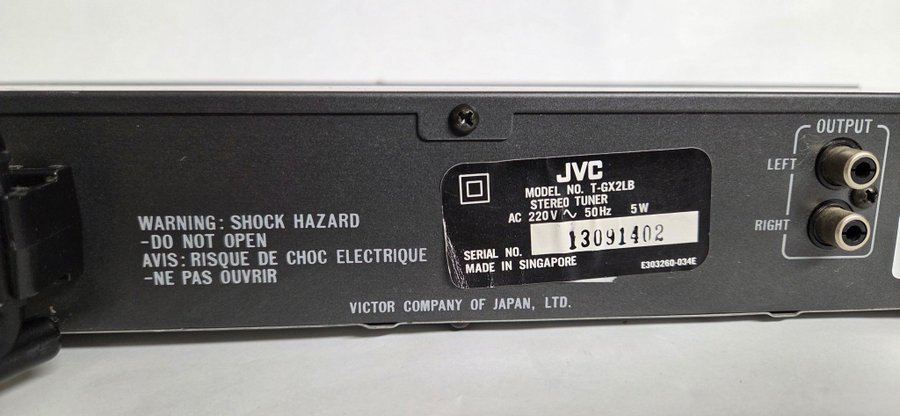 WARNING: SHOCK HAZARD
-DO NOT OPEN
AVIS: RISQUE DE CHOC ELECTRIQUE
-NE PAS OUVRIR
JVC
MODEL NO. T-GX2LB
STEREO TUNER
AC 220V ∿ 50Hz 5W
SERIAL NO. 13091402
MADE IN SINGAPORE E303260-034E
VICTOR COMPANY OF JAPAN, LTD.
OUTPUT
LEFT
RIGHT